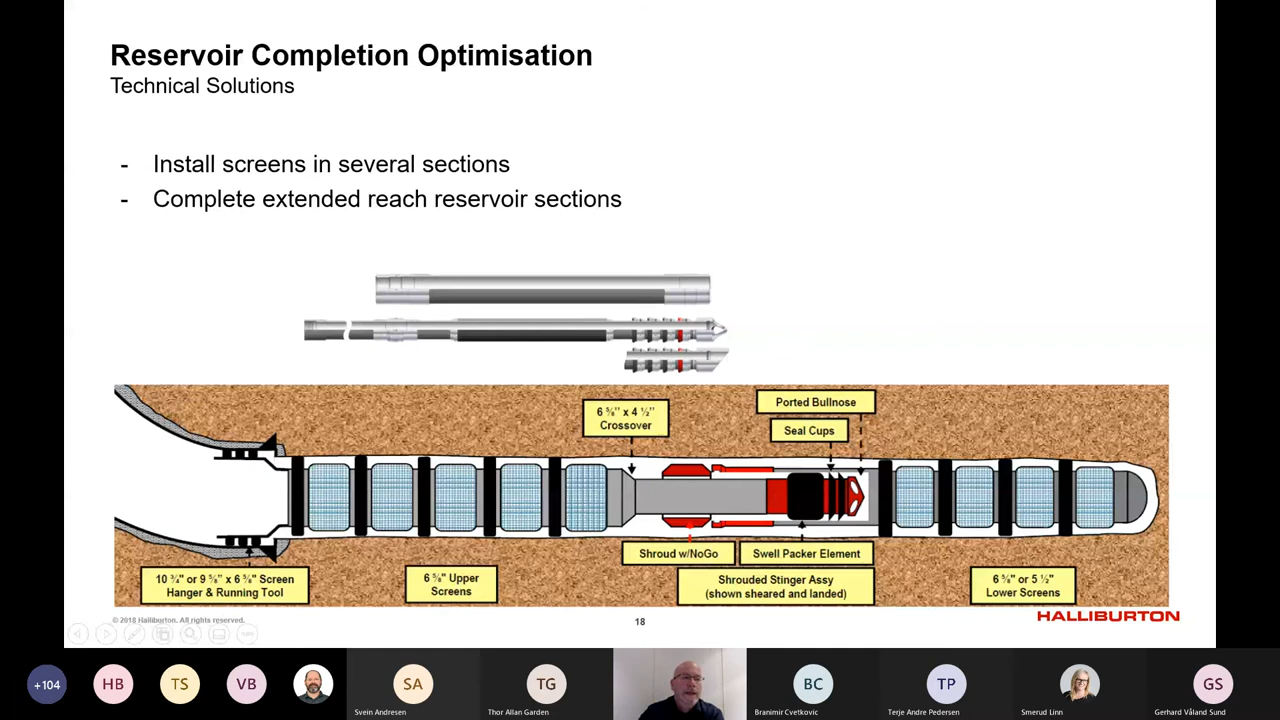 Reservoir Completion Optimisation
Technical Solutions
- Install screens in several sections
- Complete extended reach reservoir sections
6 ⅝" x 4 ½"
Crossover
Ported Bullnose
Seal Cups
Shroud w/NoGo
Swell Packer Element
10 ¾" or 9 ⅝" x 6 ⅝" Screen
Hanger & Running Tool
6 ⅝" Upper
Screens
Shrouded Stinger Assy
(shown sheared and landed)
6 ⅝" or 5 ½"
Lower Screens
© 2018 Halliburton. All rights reserved.
18
HALLIBURTON
+104
HB
TS
VB
SA
Svein Andresen
TG
Thor Allan Garden
BC
Branimir Cvetkovic
TP
Terje Andre Pedersen
Smerud Linn
GS
Gerhard Våland Sund